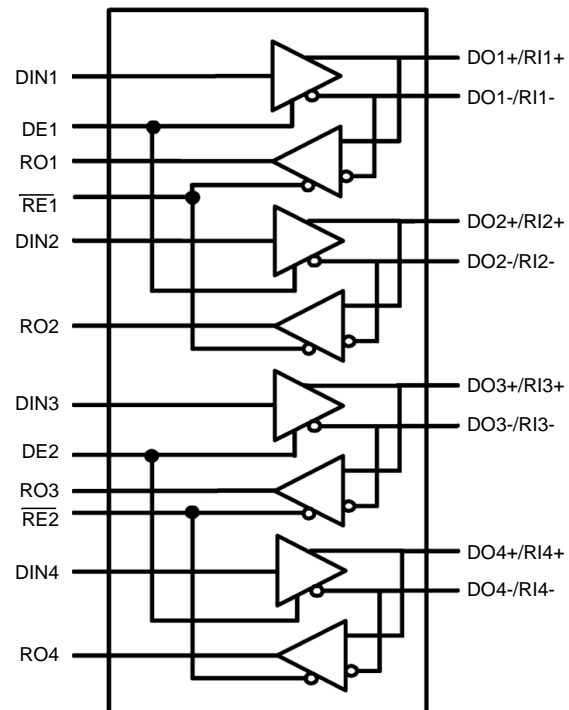 DIN1
DO1+/RI1+
DO1-/RI1-
DE1
RO1
RE1
DIN2
DO2+/RI2+
DO2-/RI2-
RO2
DIN3
DO3+/RI3+
DO3-/RI3-
DE2
RO3
RE2
DIN4
DO4+/RI4+
DO4-/RI4-
RO4